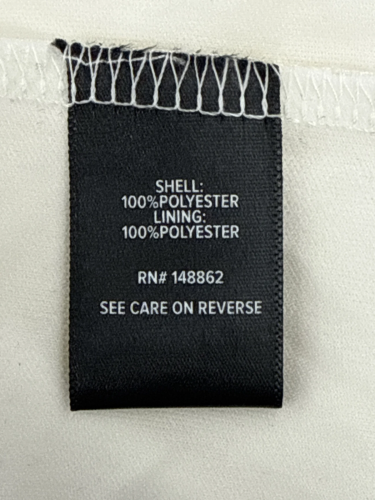 SHELL:
100%POLYESTER
LINING:
100%POLYESTER
RN# 148862
SEE CARE ON REVERSE